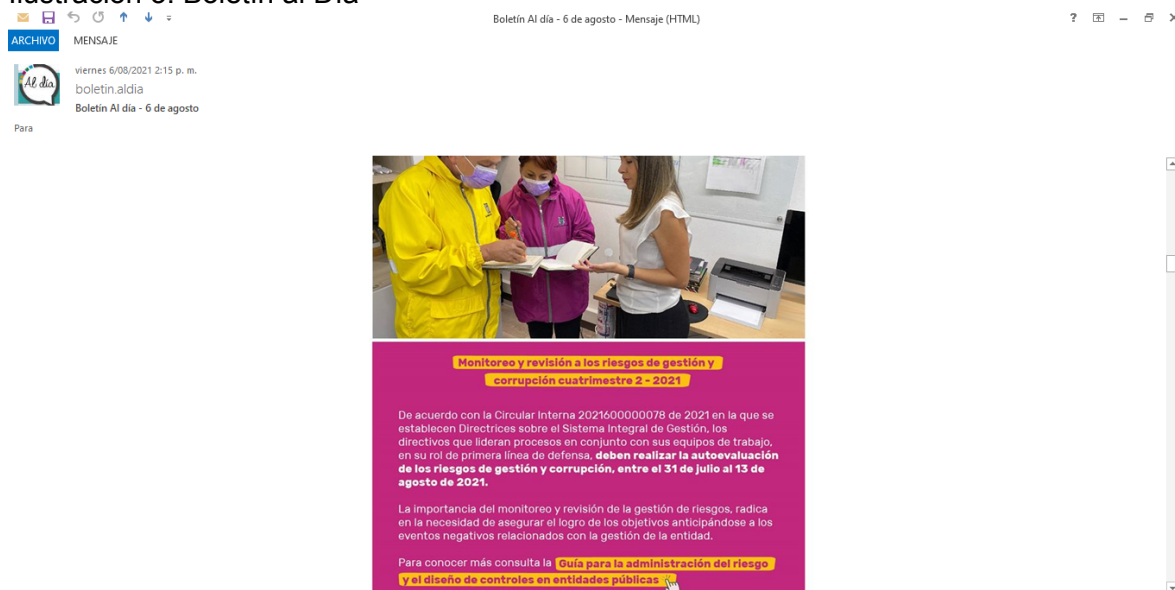 Boletín Al día - 6 de agosto - Mensaje (HTML)
ARCHIVO MENSAJE
Al día
viernes 6/08/2021 2:15 p. m.
boletin.aldia
Boletín Al día - 6 de agosto
Para
Monitoreo y revisión a los riesgos de gestión y
corrupción cuatrimestre 2 - 2021
De acuerdo con la Circular Interna 2021600000078 de 2021 en la que se
establecen Directrices sobre el Sistema Integral de Gestión, los
directivos que lideran procesos en conjunto con sus equipos de trabajo,
en su rol de primera línea de defensa, deben realizar la autoevaluación
de los riesgos de gestión y corrupción, entre el 31 de julio al 13 de
agosto de 2021.
La importancia del monitoreo y revisión de la gestión de riesgos, radica
en la necesidad de asegurar el logro de los objetivos anticipándose a los
eventos negativos relacionados con la gestión de la entidad.
Para conocer más consulta la Guía para la administración del riesgo
y el diseño de controles en entidades públicas